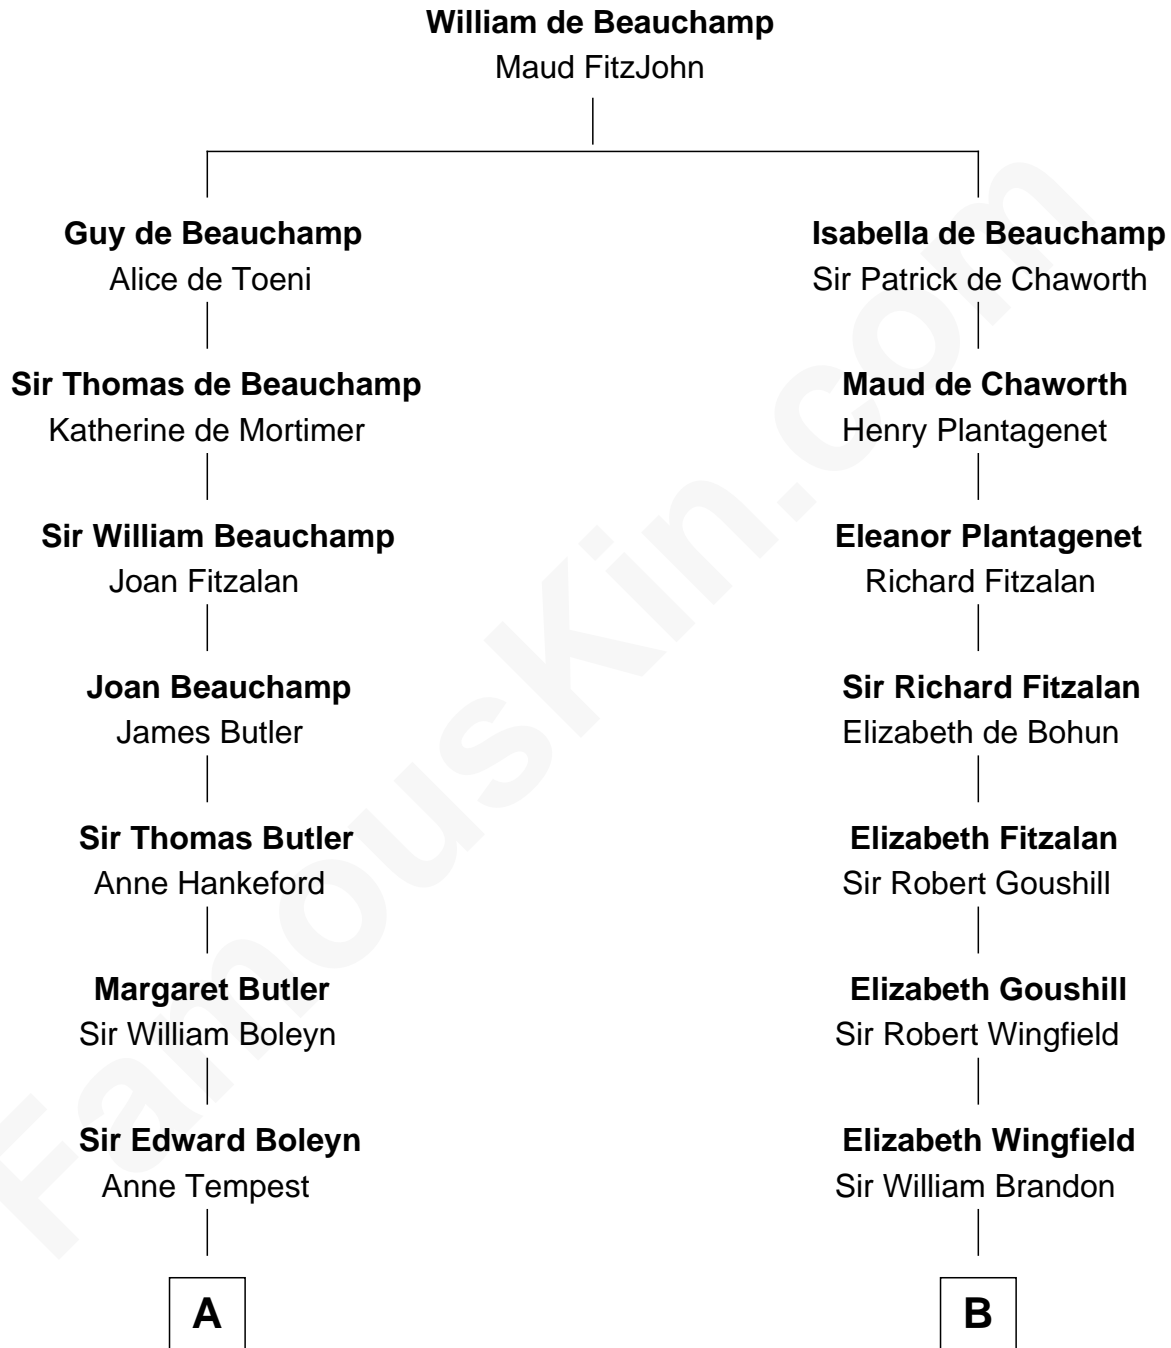 William de Beauchamp
Maud FitzJohn
Guy de Beauchamp
Alice de Toeni
Isabella de Beauchamp
Sir Patrick de Chaworth
Sir Thomas de Beauchamp
Katherine de Mortimer
Maud de Chaworth
Henry Plantagenet
Sir William Beauchamp
Joan Fitzalan
Eleanor Plantagenet
Richard Fitzalan
Joan Beauchamp
James Butler
Sir Richard Fitzalan
Elizabeth de Bohun
Sir Thomas Butler
Anne Hankeford
Elizabeth Fitzalan
Sir Robert Goushill
Margaret Butler
Sir William Boleyn
Elizabeth Goushill
Sir Robert Wingfield
Sir Edward Boleyn
Anne Tempest
Elizabeth Wingfield
Sir William Brandon
A
B
FamousKin.com